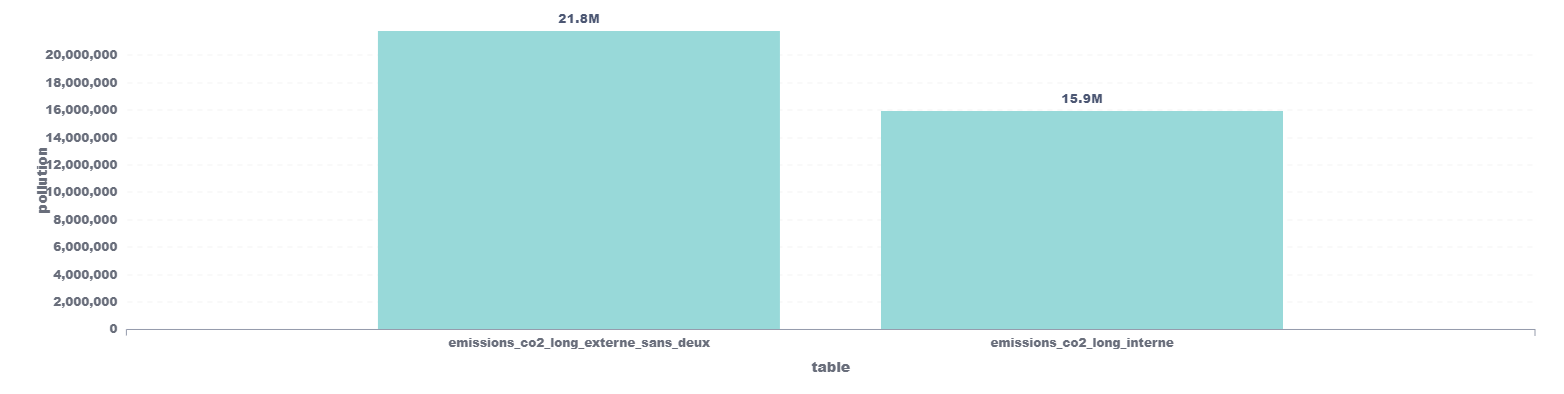 21.8M
15.9M
pollution
20,000,000
18,000,000
16,000,000
14,000,000
12,000,000
10,000,000
8,000,000
6,000,000
4,000,000
2,000,000
0
emissions_co2_long_externe_sans_deux
emissions_co2_long_interne
table